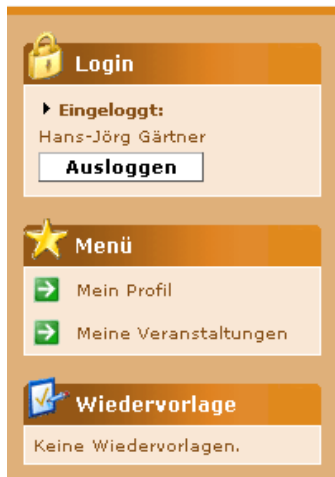 Login
Eingeloggt:
Hans-Jörg Gärtner
Ausloggen
Menü
Mein Profil
Meine Veranstaltungen
Wiedervorlage
Keine Wiedervorlagen.